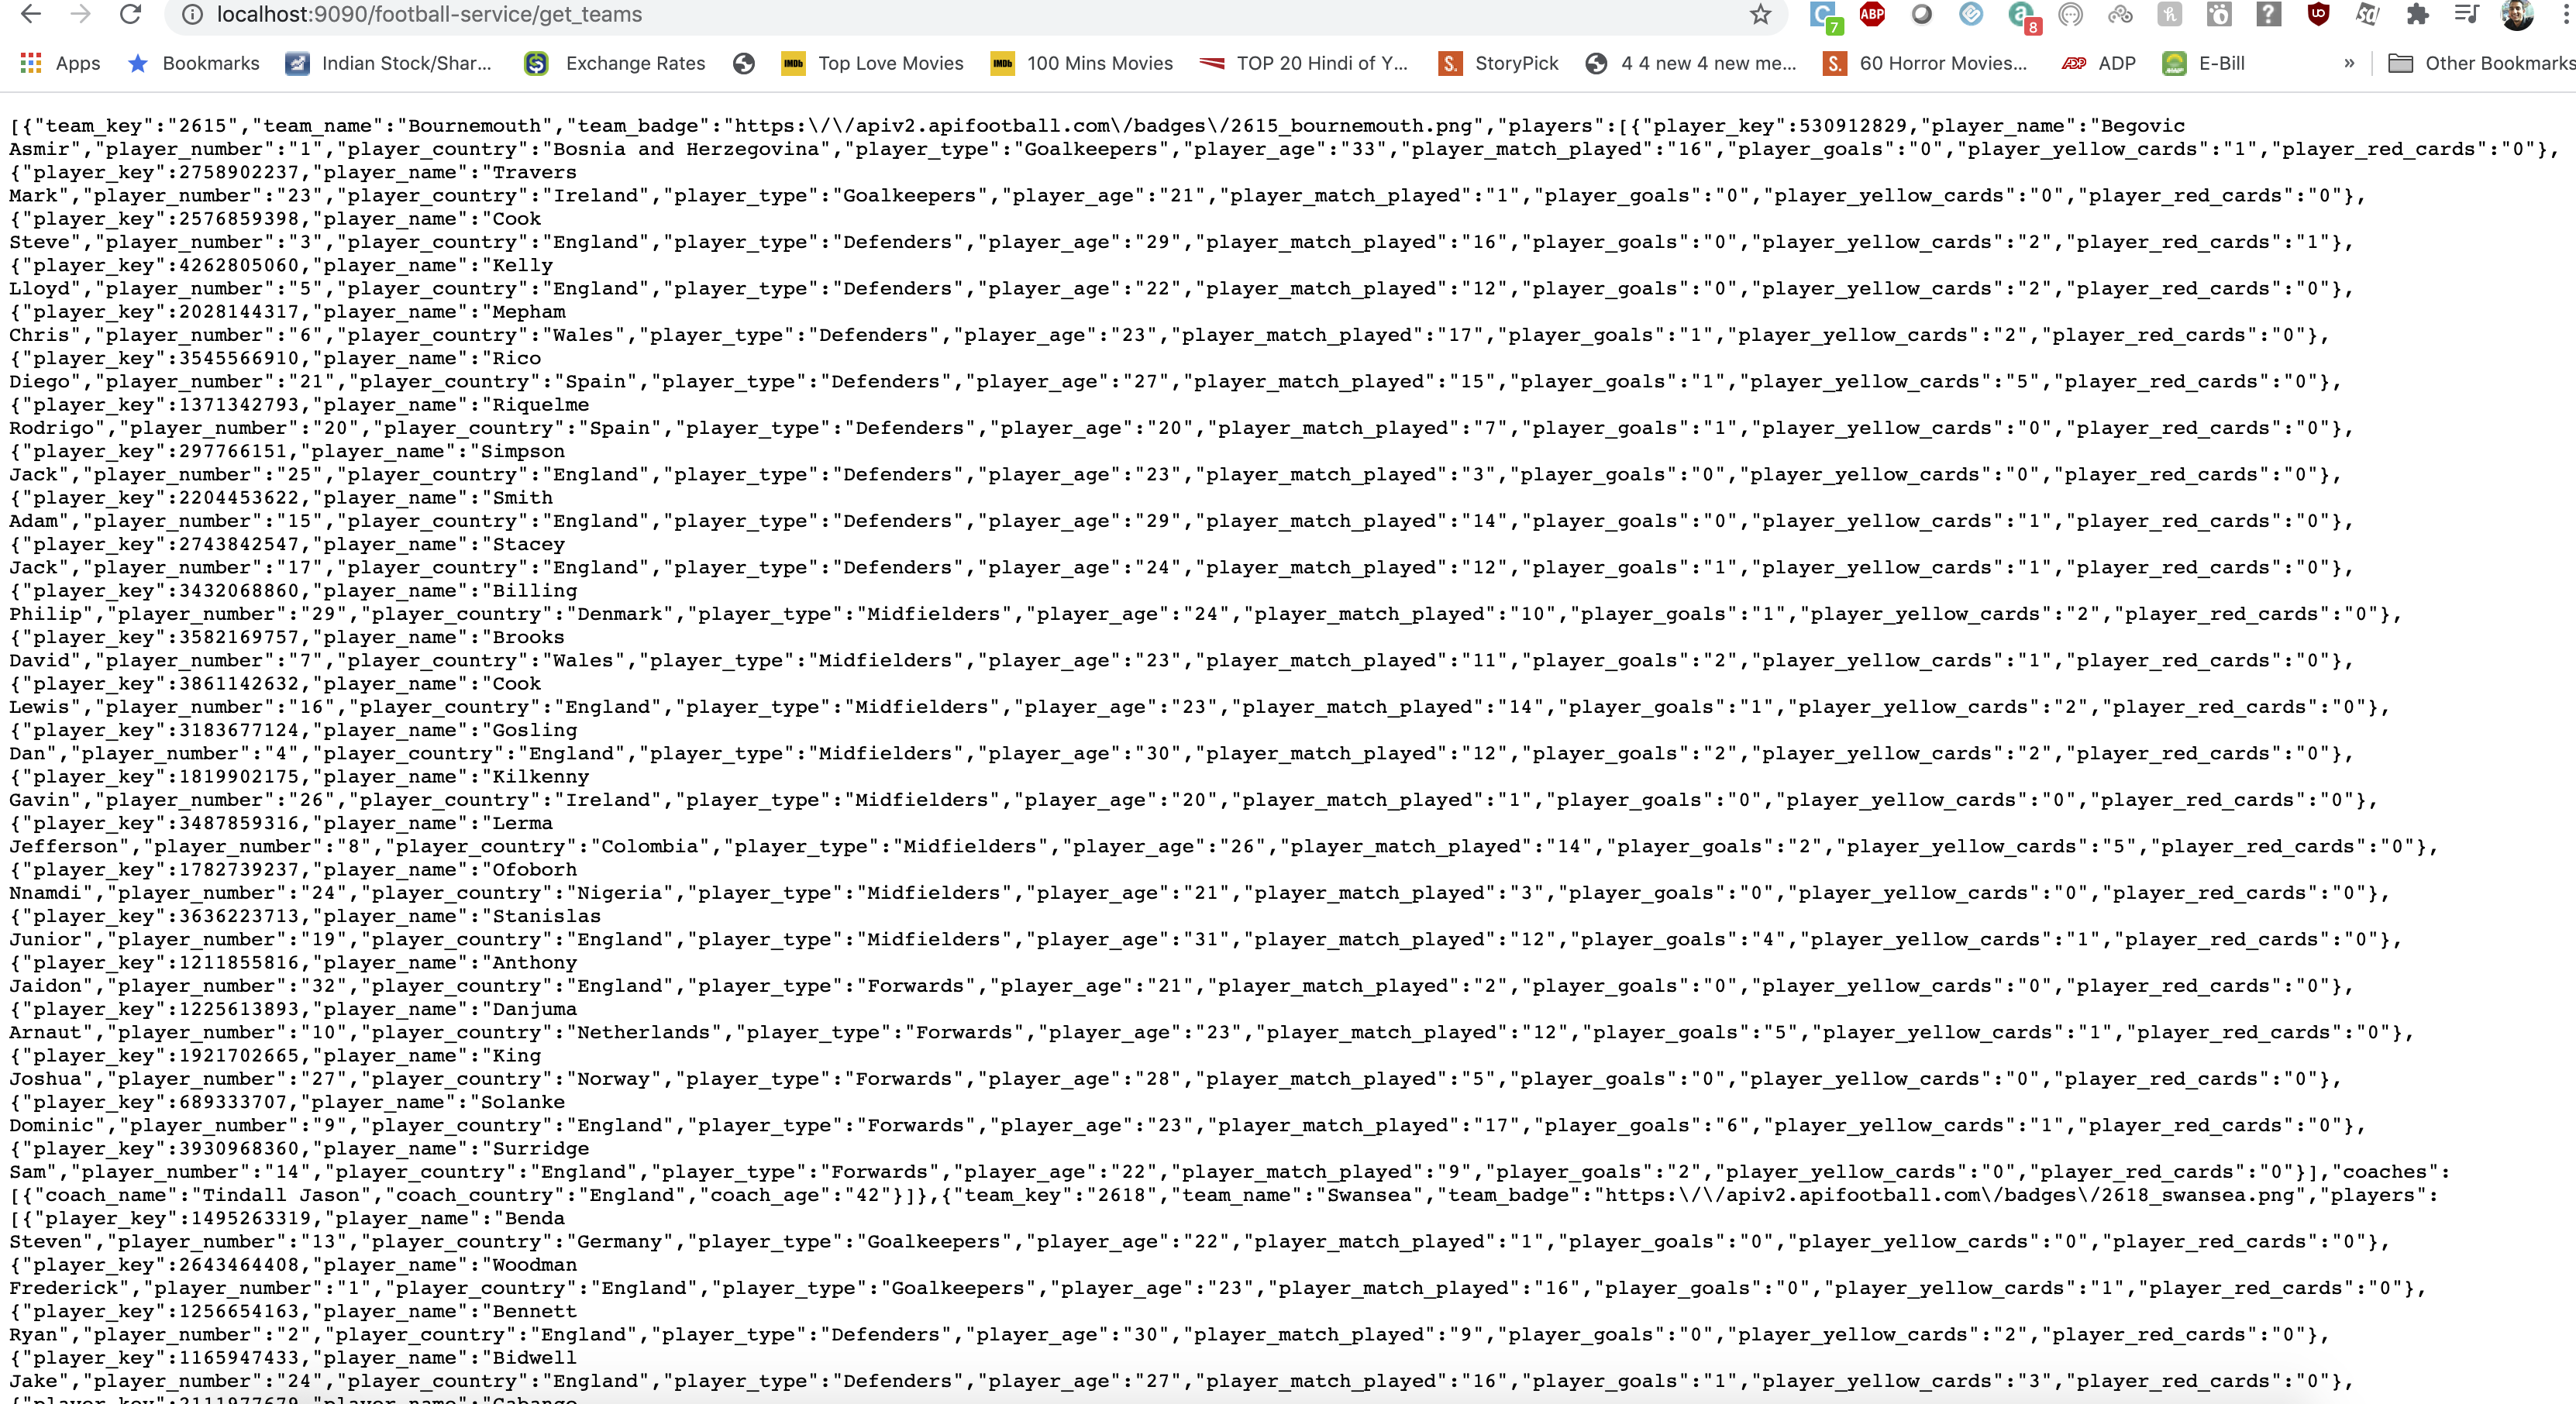 localhost:9090/football-service/get_teams
7 ABP 8
Apps Bookmarks Indian Stock/Shar... Exchange Rates IMDb Top Love Movies IMDb 100 Mins Movies TOP 20 Hindi of Y... S. StoryPick 4 4 new 4 new me... S. 60 Horror Movies... ADP ADP E-Bill » Other Bookmarks
[{"team_key":"2615","team_name":"Bournemouth","team_badge":"https:\/\/apiv2.apifootball.com\/badges\/2615_bournemouth.png","players":[{"player_key":530912829,"player_name":"Begovic
Asmir","player_number":"1","player_country":"Bosnia and Herzegovina","player_type":"Goalkeepers","player_age":"33","player_match_played":"16","player_goals":"0","player_yellow_cards":"1","player_red_cards":"0"},
{"player_key":2758902237,"player_name":"Travers
Mark","player_number":"23","player_country":"Ireland","player_type":"Goalkeepers","player_age":"21","player_match_played":"1","player_goals":"0","player_yellow_cards":"0","player_red_cards":"0"},
{"player_key":2576859398,"player_name":"Cook
Steve","player_number":"3","player_country":"England","player_type":"Defenders","player_age":"29","player_match_played":"16","player_goals":"0","player_yellow_cards":"2","player_red_cards":"1"},
{"player_key":4262805060,"player_name":"Kelly
Lloyd","player_number":"5","player_country":"England","player_type":"Defenders","player_age":"22","player_match_played":"12","player_goals":"0","player_yellow_cards":"2","player_red_cards":"0"},
{"player_key":2028144317,"player_name":"Mepham
Chris","player_number":"6","player_country":"Wales","player_type":"Defenders","player_age":"23","player_match_played":"17","player_goals":"1","player_yellow_cards":"2","player_red_cards":"0"},
{"player_key":3545566910,"player_name":"Rico
Diego","player_number":"21","player_country":"Spain","player_type":"Defenders","player_age":"27","player_match_played":"15","player_goals":"1","player_yellow_cards":"5","player_red_cards":"0"},
{"player_key":1371342793,"player_name":"Riquelme
Rodrigo","player_number":"20","player_country":"Spain","player_type":"Defenders","player_age":"20","player_match_played":"7","player_goals":"1","player_yellow_cards":"0","player_red_cards":"0"},
{"player_key":297766151,"player_name":"Simpson
Jack","player_number":"25","player_country":"England","player_type":"Defenders","player_age":"23","player_match_played":"3","player_goals":"0","player_yellow_cards":"0","player_red_cards":"0"},
{"player_key":2204453622,"player_name":"Smith
Adam","player_number":"15","player_country":"England","player_type":"Defenders","player_age":"29","player_match_played":"14","player_goals":"0","player_yellow_cards":"1","player_red_cards":"0"},
{"player_key":2743842547,"player_name":"Stacey
Jack","player_number":"17","player_country":"England","player_type":"Defenders","player_age":"24","player_match_played":"12","player_goals":"1","player_yellow_cards":"1","player_red_cards":"0"},
{"player_key":3432068860,"player_name":"Billing
Philip","player_number":"29","player_country":"Denmark","player_type":"Midfielders","player_age":"24","player_match_played":"10","player_goals":"1","player_yellow_cards":"2","player_red_cards":"0"},
{"player_key":3582169757,"player_name":"Brooks
David","player_number":"7","player_country":"Wales","player_type":"Midfielders","player_age":"23","player_match_played":"11","player_goals":"2","player_yellow_cards":"1","player_red_cards":"0"},
{"player_key":3861142632,"player_name":"Cook
Lewis","player_number":"16","player_country":"England","player_type":"Midfielders","player_age":"23","player_match_played":"14","player_goals":"1","player_yellow_cards":"2","player_red_cards":"0"},
{"player_key":3183677124,"player_name":"Gosling
Dan","player_number":"4","player_country":"England","player_type":"Midfielders","player_age":"30","player_match_played":"12","player_goals":"2","player_yellow_cards":"2","player_red_cards":"0"},
{"player_key":1819902175,"player_name":"Kilkenny
Gavin","player_number":"26","player_country":"Ireland","player_type":"Midfielders","player_age":"20","player_match_played":"1","player_goals":"0","player_yellow_cards":"0","player_red_cards":"0"},
{"player_key":3487859316,"player_name":"Lerma
Jefferson","player_number":"8","player_country":"Colombia","player_type":"Midfielders","player_age":"26","player_match_played":"14","player_goals":"2","player_yellow_cards":"5","player_red_cards":"0"},
{"player_key":1782739237,"player_name":"Ofoborh
Nnamdi","player_number":"24","player_country":"Nigeria","player_type":"Midfielders","player_age":"21","player_match_played":"3","player_goals":"0","player_yellow_cards":"0","player_red_cards":"0"},
{"player_key":3636223713,"player_name":"Stanislas
Junior","player_number":"19","player_country":"England","player_type":"Midfielders","player_age":"31","player_match_played":"12","player_goals":"4","player_yellow_cards":"1","player_red_cards":"0"},
{"player_key":1211855816,"player_name":"Anthony
Jaidon","player_number":"32","player_country":"England","player_type":"Forwards","player_age":"21","player_match_played":"2","player_goals":"0","player_yellow_cards":"0","player_red_cards":"0"},
{"player_key":1225613893,"player_name":"Danjuma
Arnaut","player_number":"10","player_country":"Netherlands","player_type":"Forwards","player_age":"23","player_match_played":"12","player_goals":"5","player_yellow_cards":"1","player_red_cards":"0"},
{"player_key":1921702665,"player_name":"King
Joshua","player_number":"27","player_country":"Norway","player_type":"Forwards","player_age":"28","player_match_played":"5","player_goals":"0","player_yellow_cards":"0","player_red_cards":"0"},
{"player_key":689333707,"player_name":"Solanke
Dominic","player_number":"9","player_country":"England","player_type":"Forwards","player_age":"23","player_match_played":"17","player_goals":"6","player_yellow_cards":"1","player_red_cards":"0"},
{"player_key":3930968360,"player_name":"Surridge
Sam","player_number":"14","player_country":"England","player_type":"Forwards","player_age":"22","player_match_played":"9","player_goals":"2","player_yellow_cards":"0","player_red_cards":"0"}],"coaches":
[{"coach_name":"Tindall Jason","coach_country":"England","coach_age":"42"}]},{"team_key":"2618","team_name":"Swansea","team_badge":"https:\/\/apiv2.apifootball.com\/badges\/2618_swansea.png","players":
[{"player_key":1495263319,"player_name":"Benda
Steven","player_number":"13","player_country":"Germany","player_type":"Goalkeepers","player_age":"22","player_match_played":"1","player_goals":"0","player_yellow_cards":"0","player_red_cards":"0"},
{"player_key":2643464408,"player_name":"Woodman
Frederick","player_number":"1","player_country":"England","player_type":"Goalkeepers","player_age":"23","player_match_played":"16","player_goals":"0","player_yellow_cards":"1","player_red_cards":"0"},
{"player_key":1256654163,"player_name":"Bennett
Ryan","player_number":"2","player_country":"England","player_type":"Defenders","player_age":"30","player_match_played":"9","player_goals":"0","player_yellow_cards":"2","player_red_cards":"0"},
{"player_key":1165947433,"player_name":"Bidwell
Jake","player_number":"24","player_country":"England","player_type":"Defenders","player_age":"27","player_match_played":"16","player_goals":"1","player_yellow_cards":"3","player_red_cards":"0"},
{"player_key":2111977679,"player_name":"Cabango